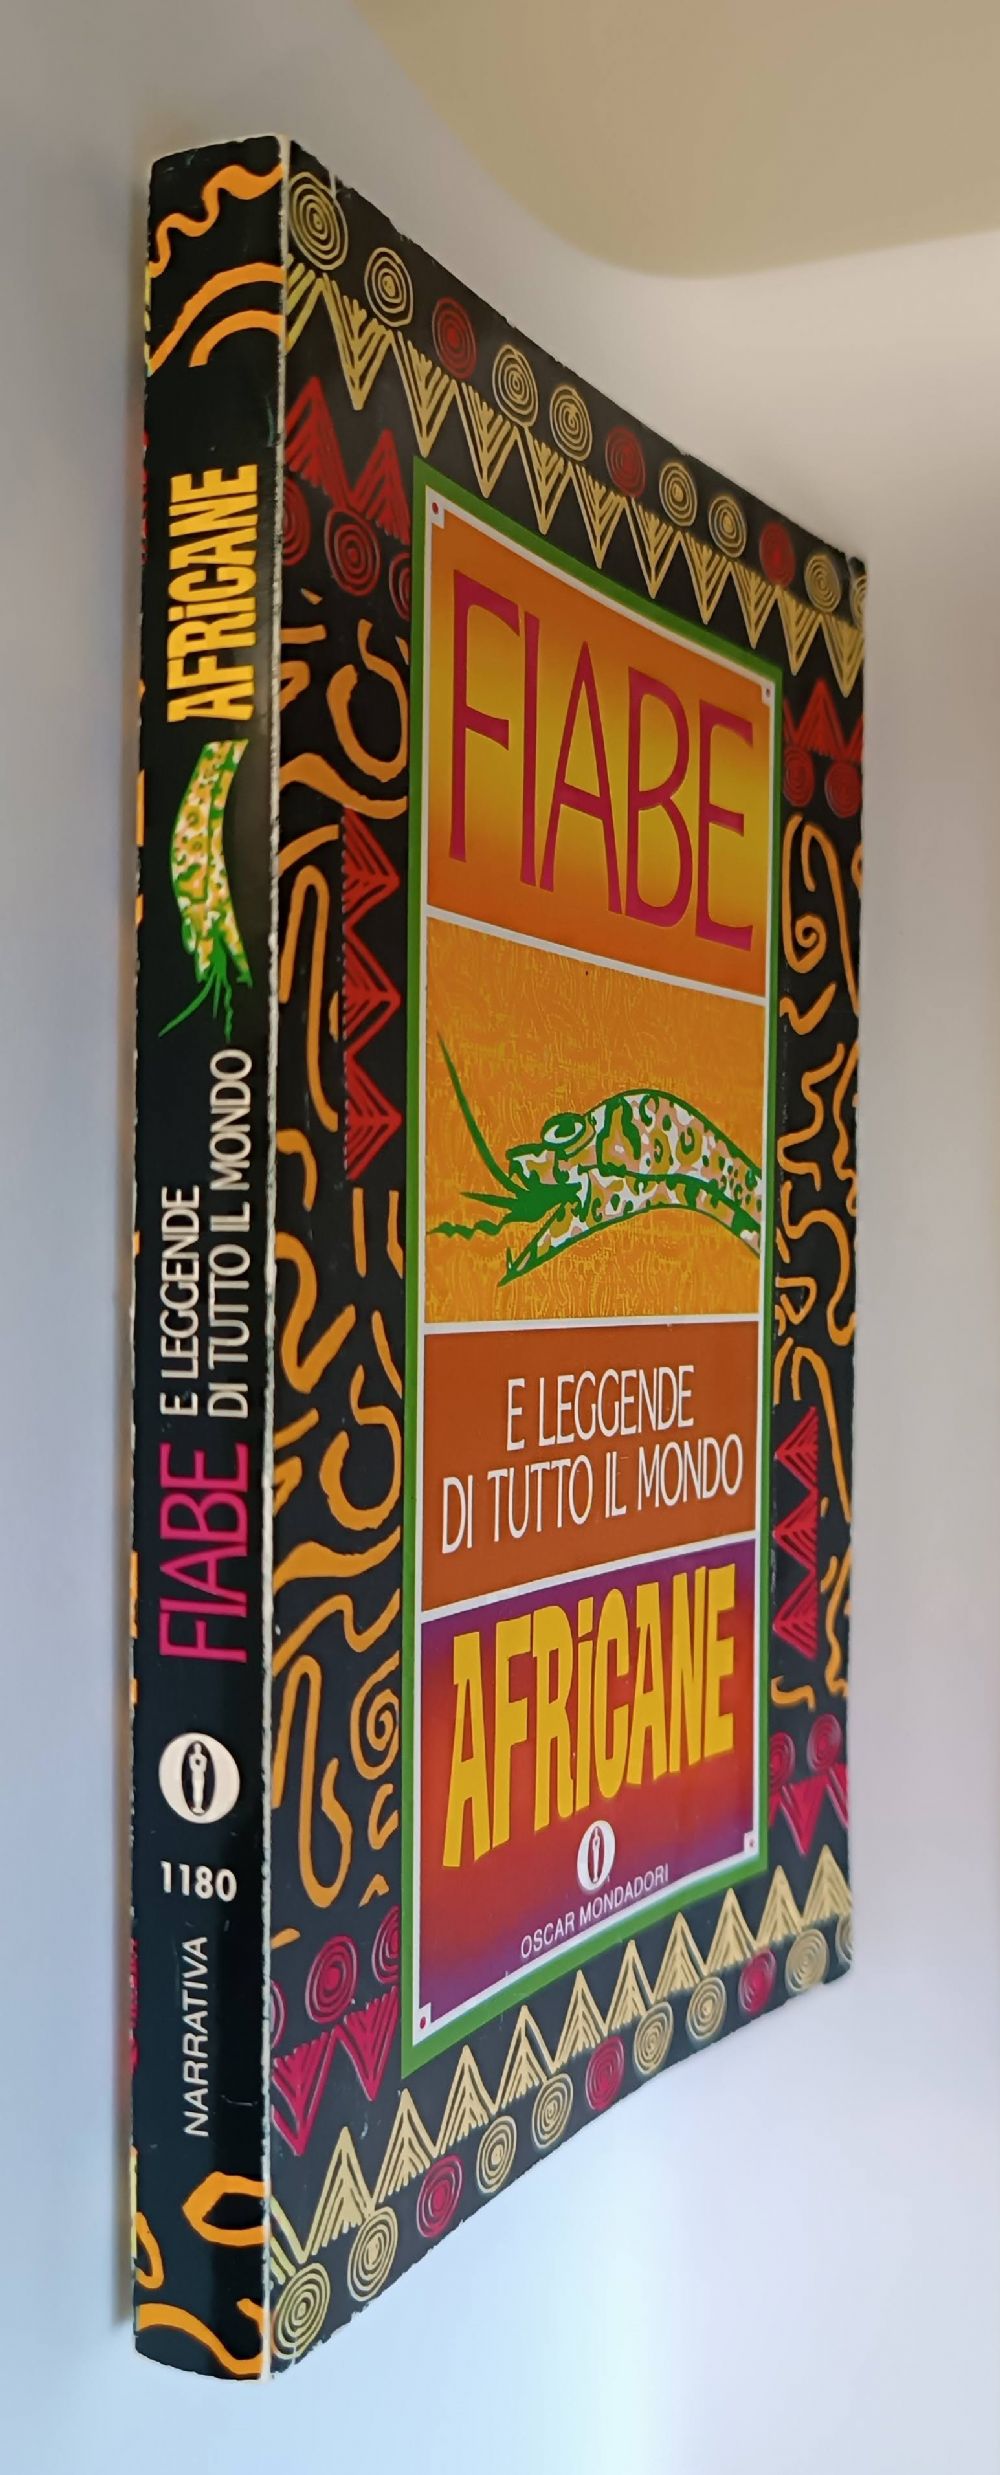 AFRiCANE
FIABE
E LEGGENDE
DI TUTTO IL MONDO
1180
NARRATIVA
FIABE
E LEGGENDE
DI TUTTO IL MONDO
AFRiCANE
OSCAR MONDADORI